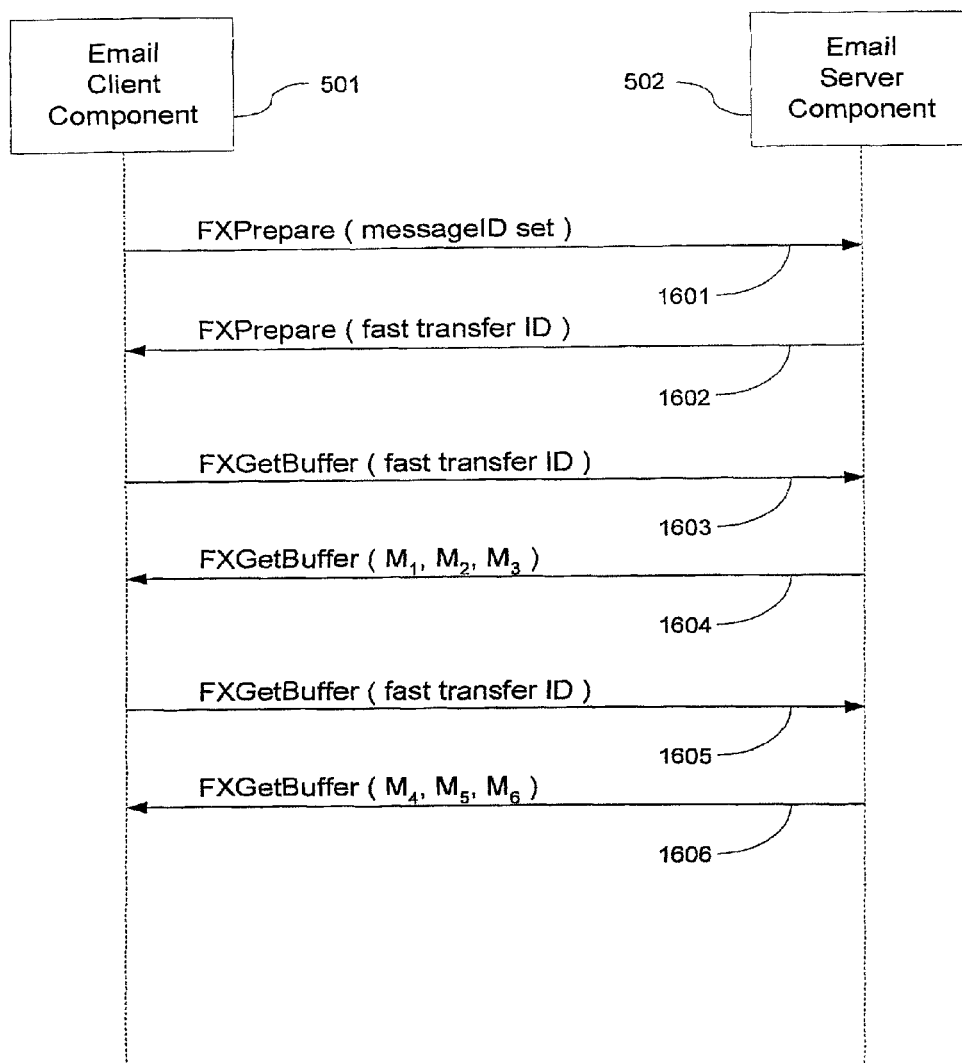 Email
Client
Component
501
502
Email
Server
Component
FXPrepare ( messageID set )
1601
FXPrepare ( fast transfer ID )
1602
FXGetBuffer ( fast transfer ID )
1603
FXGetBuffer ( M₁, M₂, M₃ )
1604
FXGetBuffer ( fast transfer ID )
1605
FXGetBuffer ( M₄, M₅, M₆ )
1606